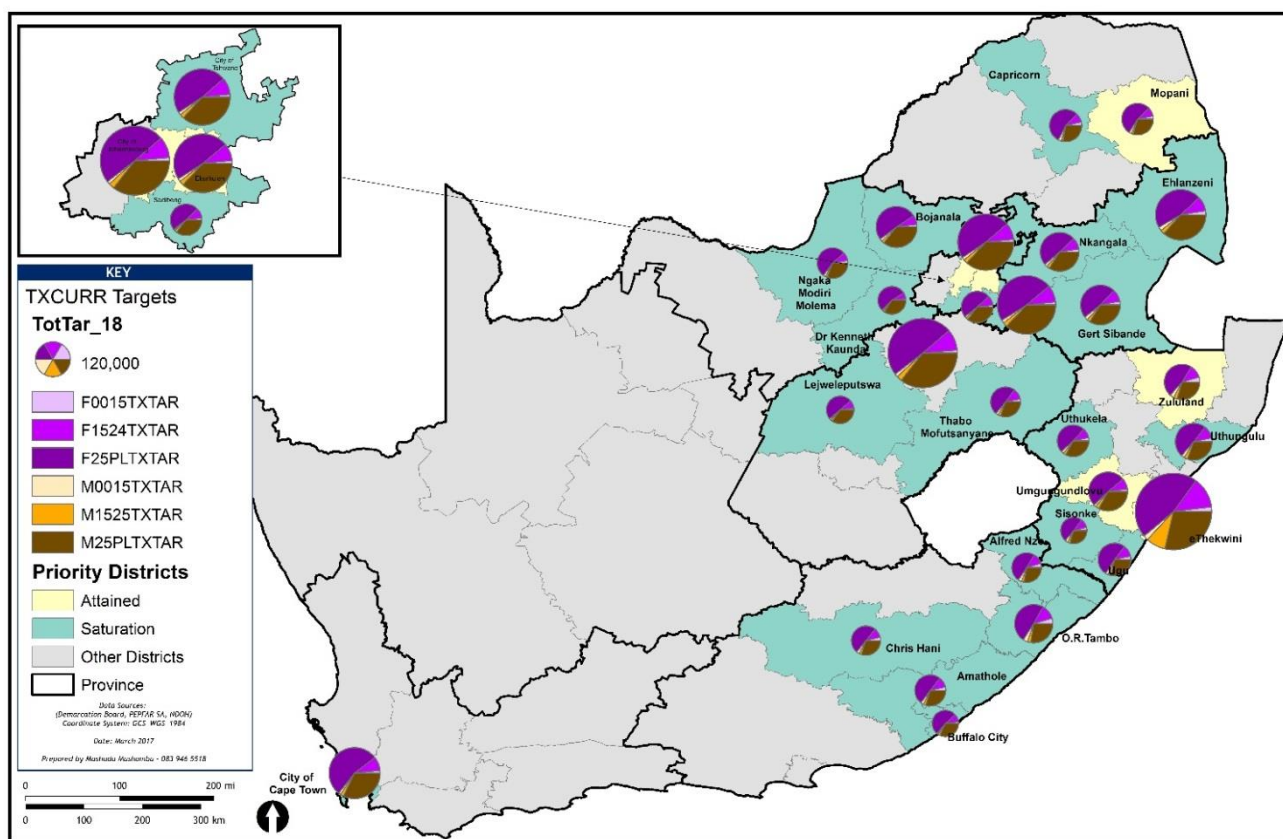 City of
Tshwane
City of
Johannesburg
Ekurhuleni
Sedibeng
KEY
TXCURR Targets
TotTar_18
120,000
F0015TXTAR
F1524TXTAR
F25PLTXTAR
M0015TXTAR
M1525TXTAR
M25PLTXTAR
Priority Districts
Attained
Saturation
Other Districts
Province
Data Sources:
(Demarcation Board, PEPFAR SA, NDOH)
Coordinate System: GCS WGS 1984
Date: March 2017
Prepared by Mashudu Mashamba - 083 946 5518
0 100 200 mi
0 100 200 300 km
Capricorn
Mopani
Ehlanzeni
Bojanala
Nkangala
Ngaka
Modiri
Molema
Gert Sibande
Dr Kenneth
Kaunda
Lejweleputswa
Thabo
Mofutsanyane
Zululand
Uthukela
Uthungulu
Umgungundlovu
Sisonke
eThekwini
Alfred Nzo
Ugu
O.R.Tambo
Chris Hani
Amathole
Buffalo City
City of
Cape Town